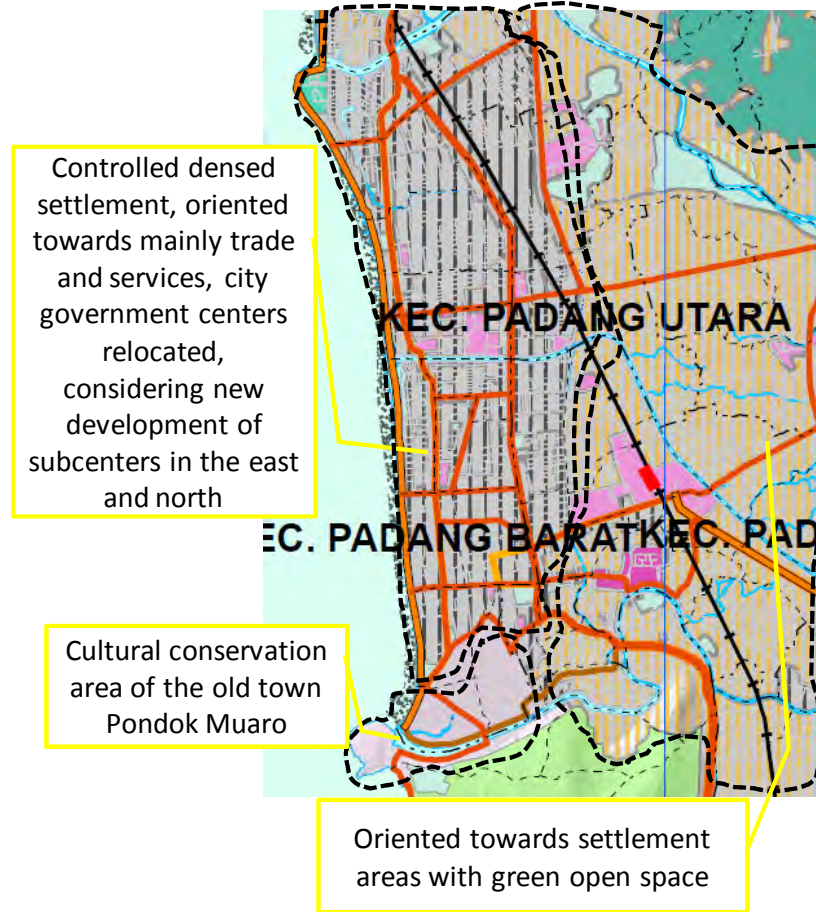 Controlled densed
settlement, oriented
towards mainly trade
and services, city
government centers
relocated,
considering new
development of
subcenters in the east
and north
KEC. PADANG UTARA
EC. PADANG BARAT
KEC. PAD
Cultural conservation
area of the old town
Pondok Muaro
Oriented towards settlement
areas with green open space